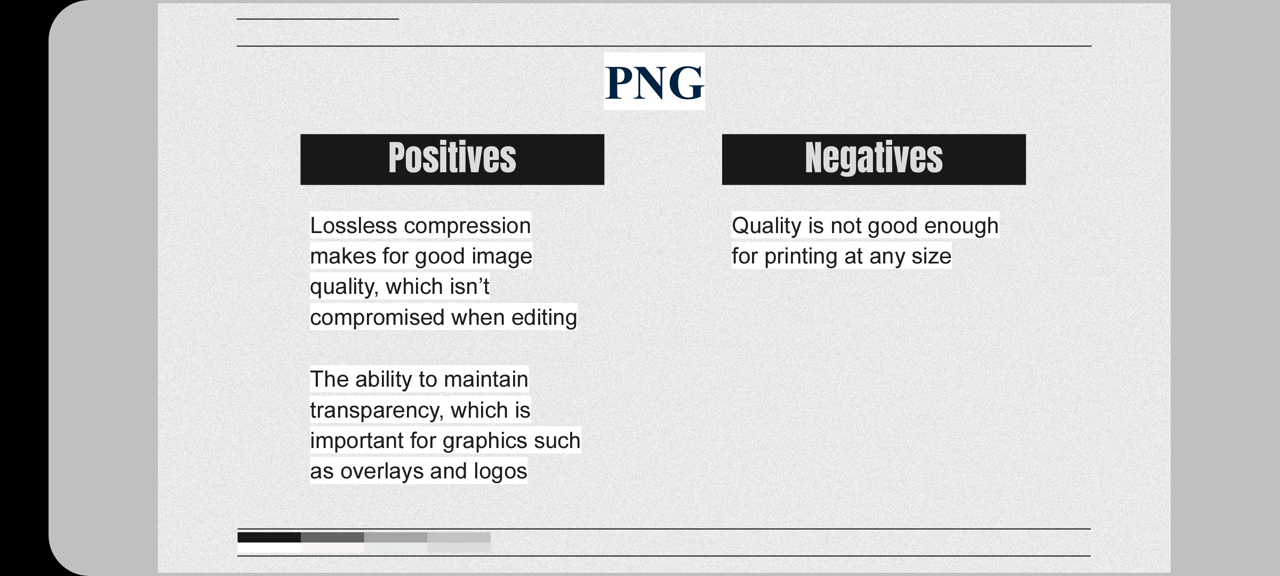 PNG
Positives
Lossless compression
makes for good image
quality, which isn’t
compromised when editing
The ability to maintain
transparency, which is
important for graphics such
as overlays and logos
Negatives
Quality is not good enough
for printing at any size